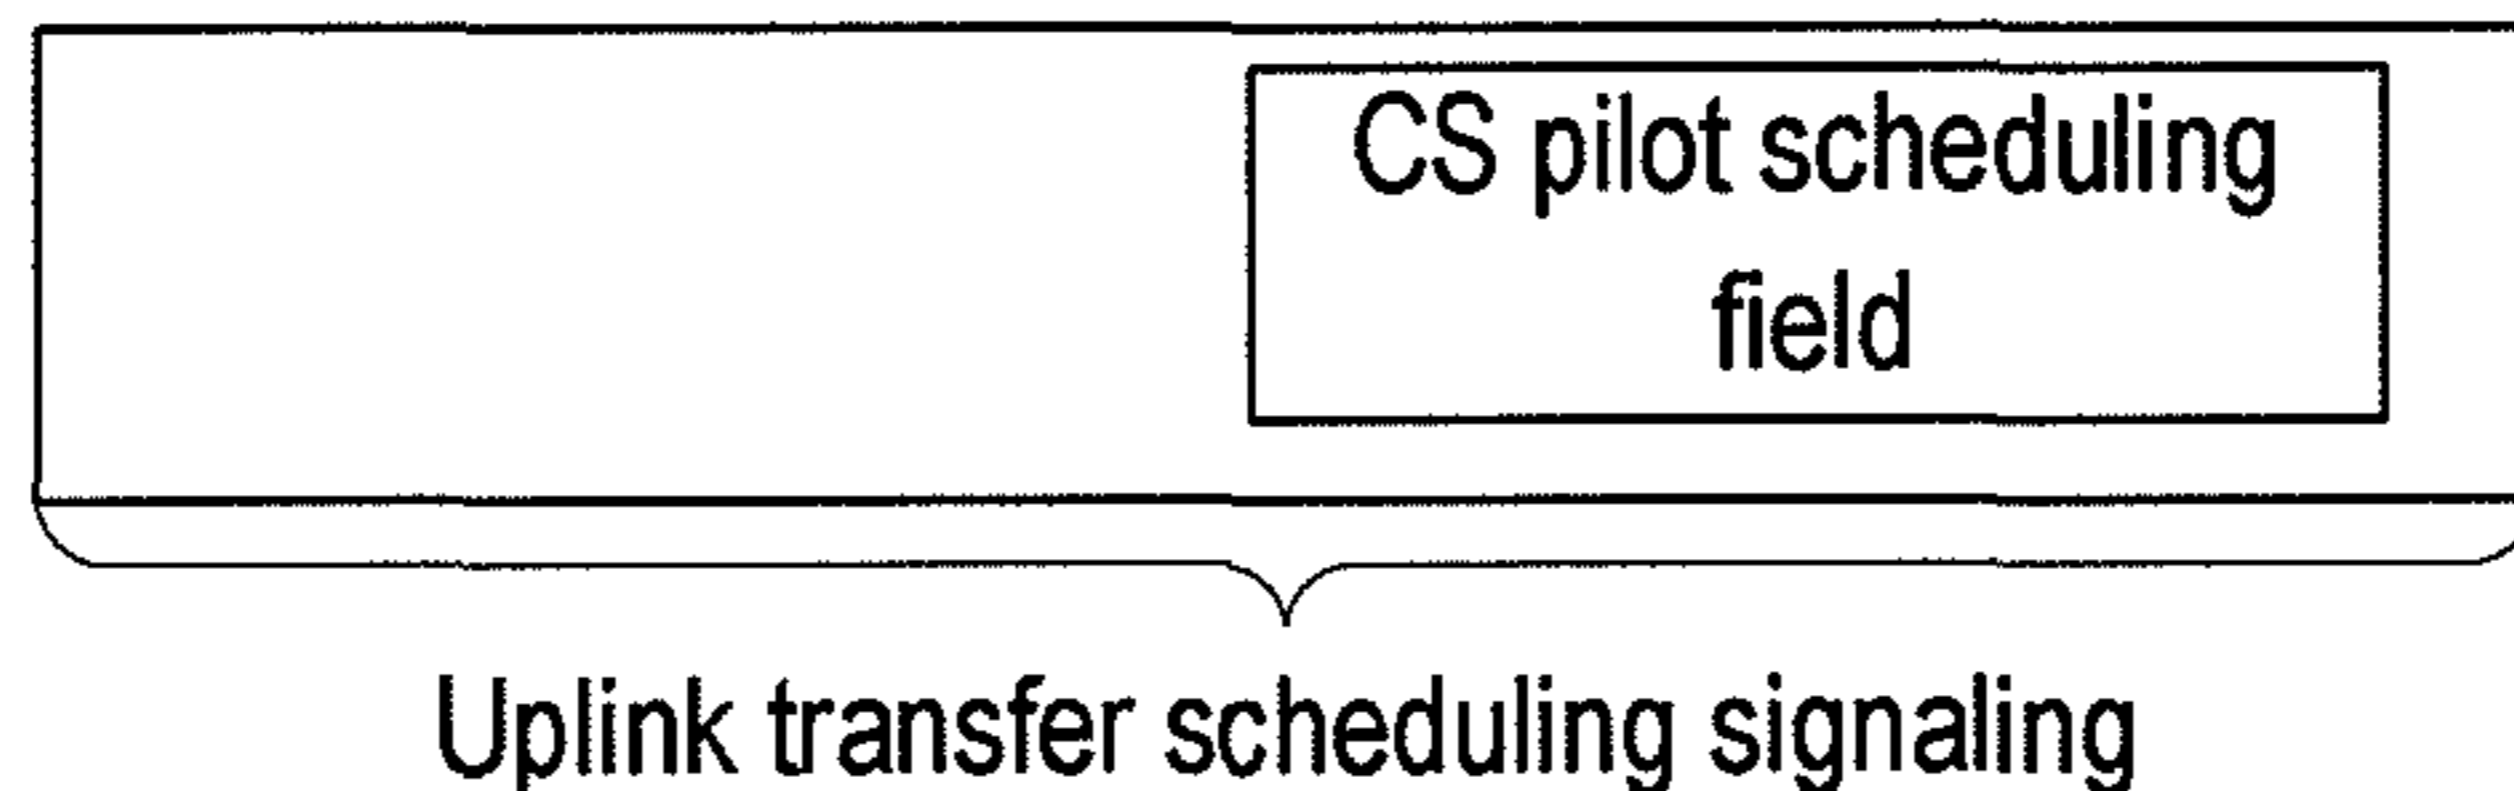 CS pilot scheduling
field
Uplink transfer scheduling signaling